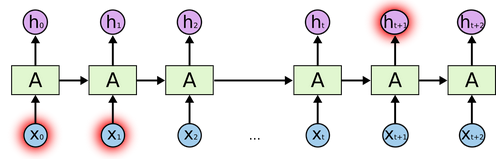 h₀ h₁ h₂ hₜ hₜ₊₁ hₜ₊₂
A A A A A A
x₀ x₁ x₂ ... xₜ xₜ₊₁ xₜ₊₂